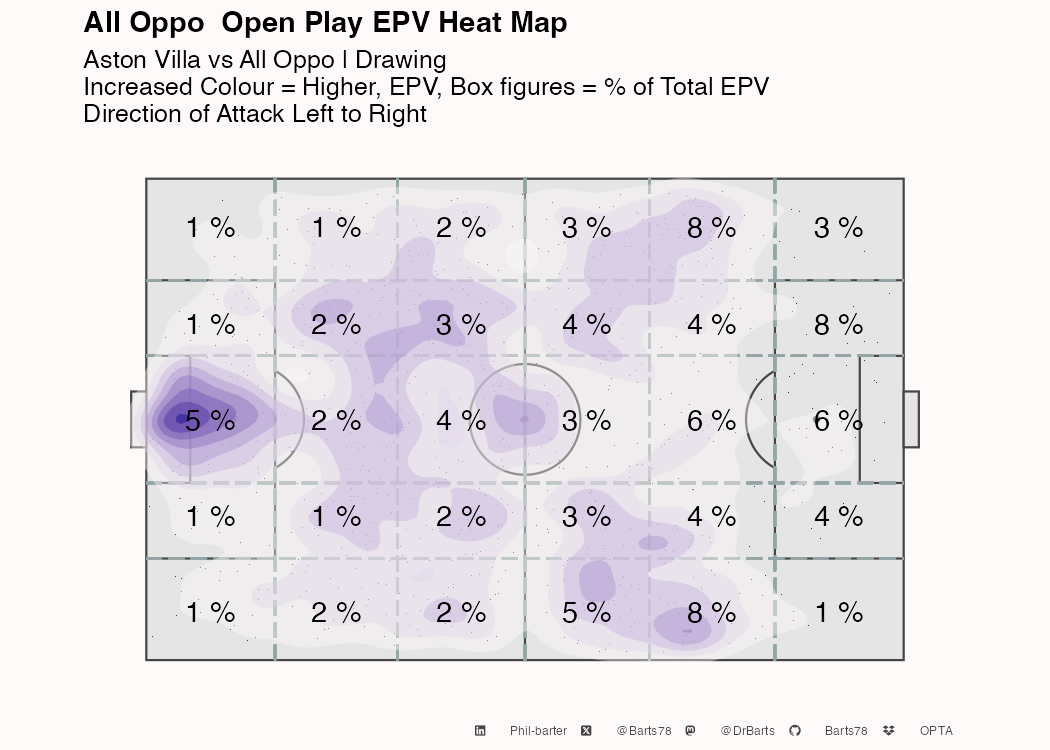 All Oppo  Open Play EPV Heat Map
Aston Villa vs All Oppo | Drawing
Increased Colour = Higher, EPV, Box figures = % of Total EPV
Direction of Attack Left to Right
1 % 1 % 2 % 3 % 8 % 3 %
1 % 2 % 3 % 4 % 4 % 8 %
5 % 2 % 4 % 3 % 6 % 6 %
1 % 1 % 2 % 3 % 4 % 4 %
1 % 2 % 2 % 5 % 8 % 1 %
Phil-barter @Barts78 @DrBarts Barts78 OPTA